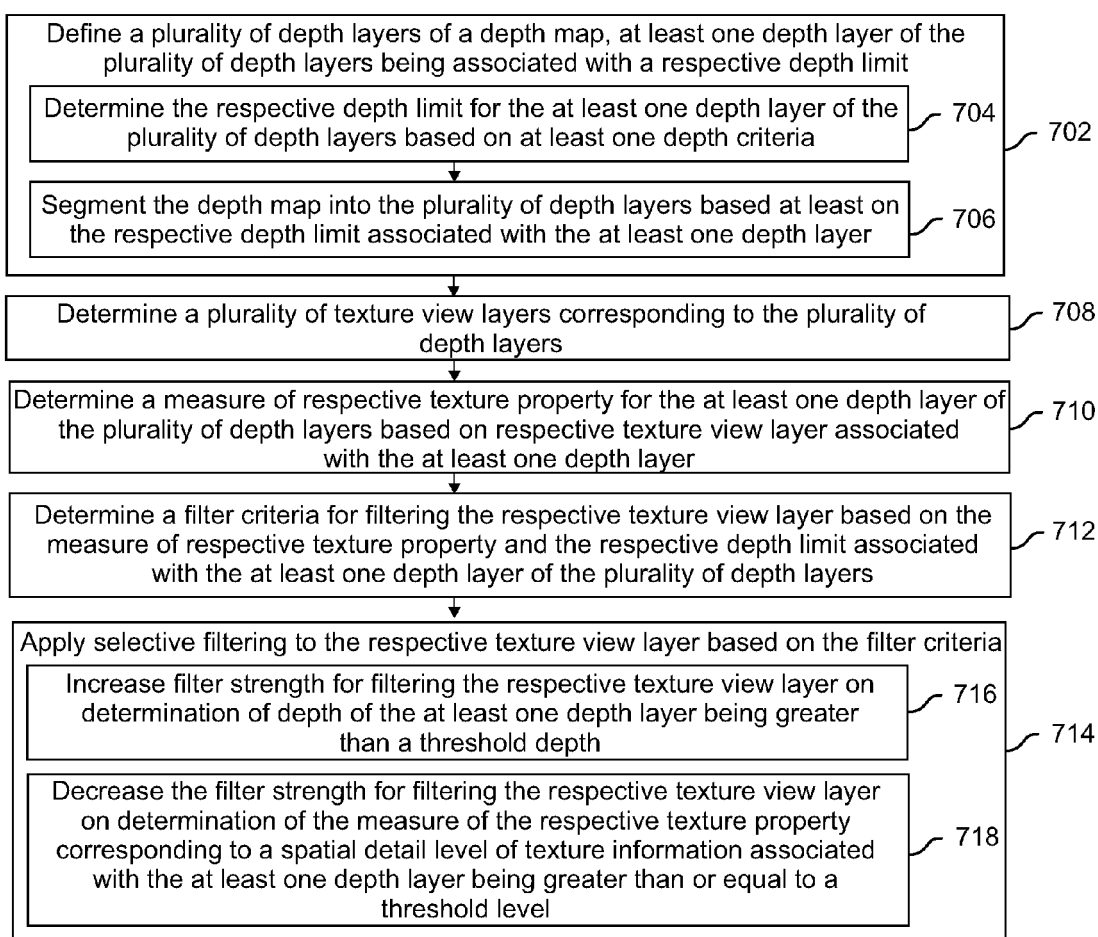 Define a plurality of depth layers of a depth map, at least one depth layer of the
plurality of depth layers being associated with a respective depth limit
Determine the respective depth limit for the at least one depth layer of the
plurality of depth layers based on at least one depth criteria
704
702
Segment the depth map into the plurality of depth layers based at least on
the respective depth limit associated with the at least one depth layer
706
Determine a plurality of texture view layers corresponding to the plurality of
depth layers
708
Determine a measure of respective texture property for the at least one depth layer of
the plurality of depth layers based on respective texture view layer associated
with the at least one depth layer
710
Determine a filter criteria for filtering the respective texture view layer based on the
measure of respective texture property and the respective depth limit associated
with the at least one depth layer of the plurality of depth layers
712
Apply selective filtering to the respective texture view layer based on the filter criteria
Increase filter strength for filtering the respective texture view layer on
determination of depth of the at least one depth layer being greater
than a threshold depth
716
714
Decrease the filter strength for filtering the respective texture view layer
on determination of the measure of the respective texture property
corresponding to a spatial detail level of texture information associated
with the at least one depth layer being greater than or equal to a
threshold level
718